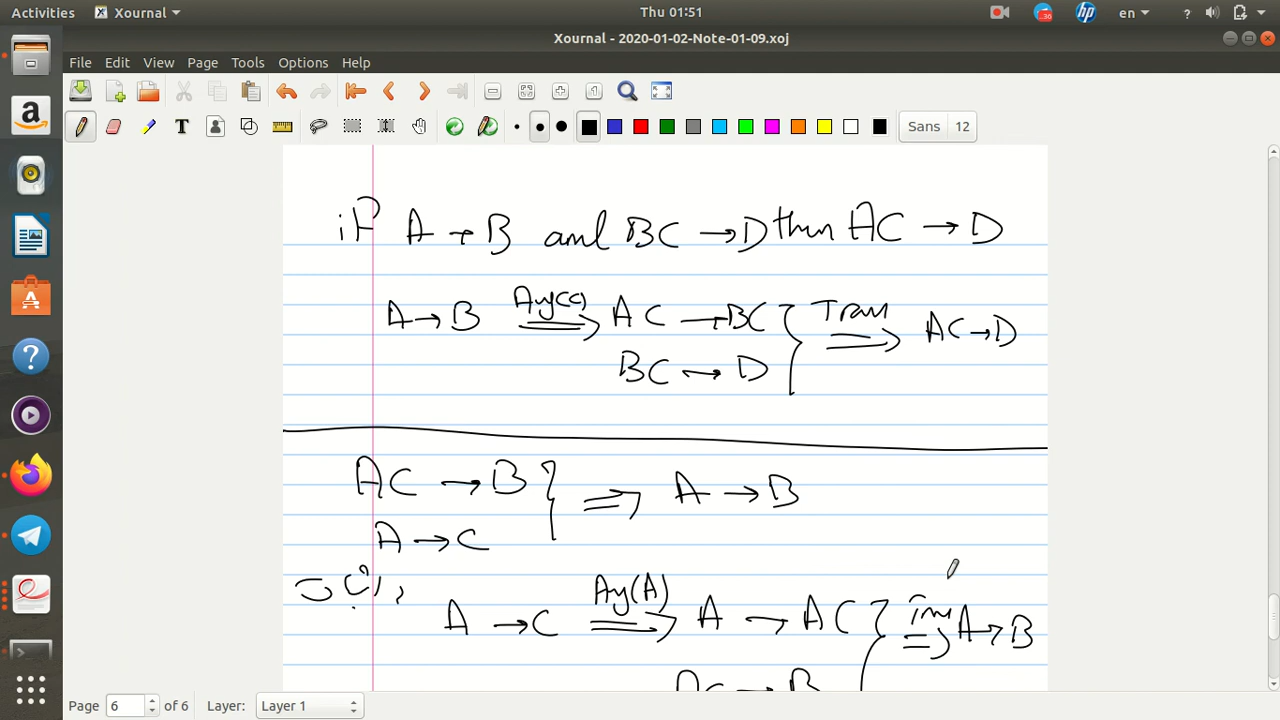 Activities Xournal Thu 01:51 36 en ?
Xournal - 2020-01-02-Note-01-09.xoj
File Edit View Page Tools Options Help
Sans 12
if A → B and BC → D then AC → D
A → B ⟹ AC → BC } Tran ⟹ AC → D
BC → D
AC → B } ⟹ A → B
A → C
A → C Aug(A) ⟹ A → AC } ⟹ A → B
AC → B
Page 6 of 6 Layer: Layer 1